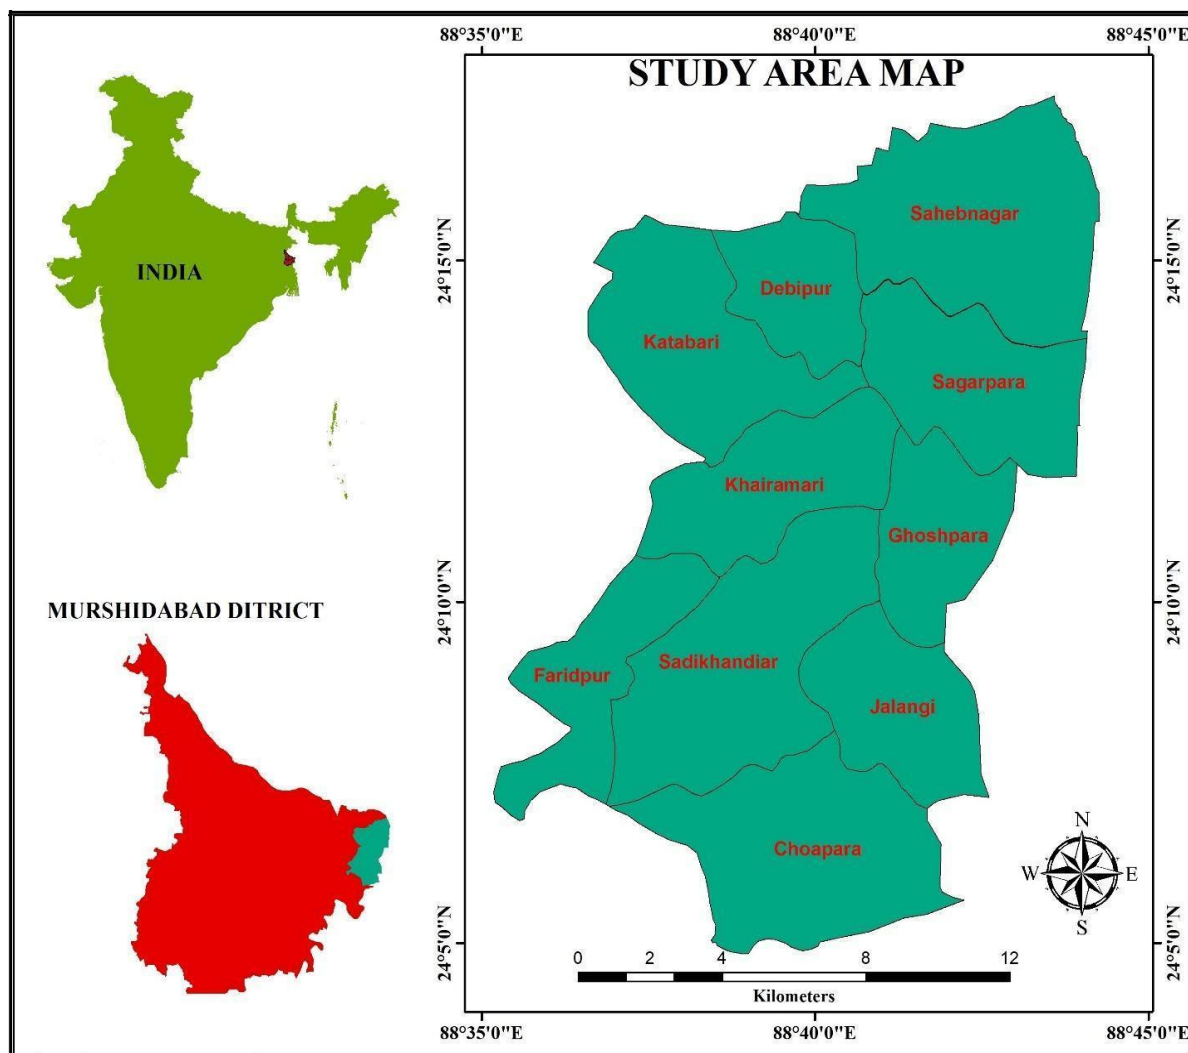 88°35'0"E
88°40'0"E
88°45'0"E
STUDY AREA MAP
INDIA
MURSHIDABAD DITRICT
24°15'0"N
24°10'0"N
24°5'0"N
Sahebnagar
Debipur
Katabari
Sagarpara
Khairamari
Ghoshpara
Sadikhandiar
Faridpur
Jalangi
Choapara
24°15'0"N
24°10'0"N
24°5'0"N
N
W E
S
0 2 4 8 12
Kilometers
88°35'0"E
88°40'0"E
88°45'0"E